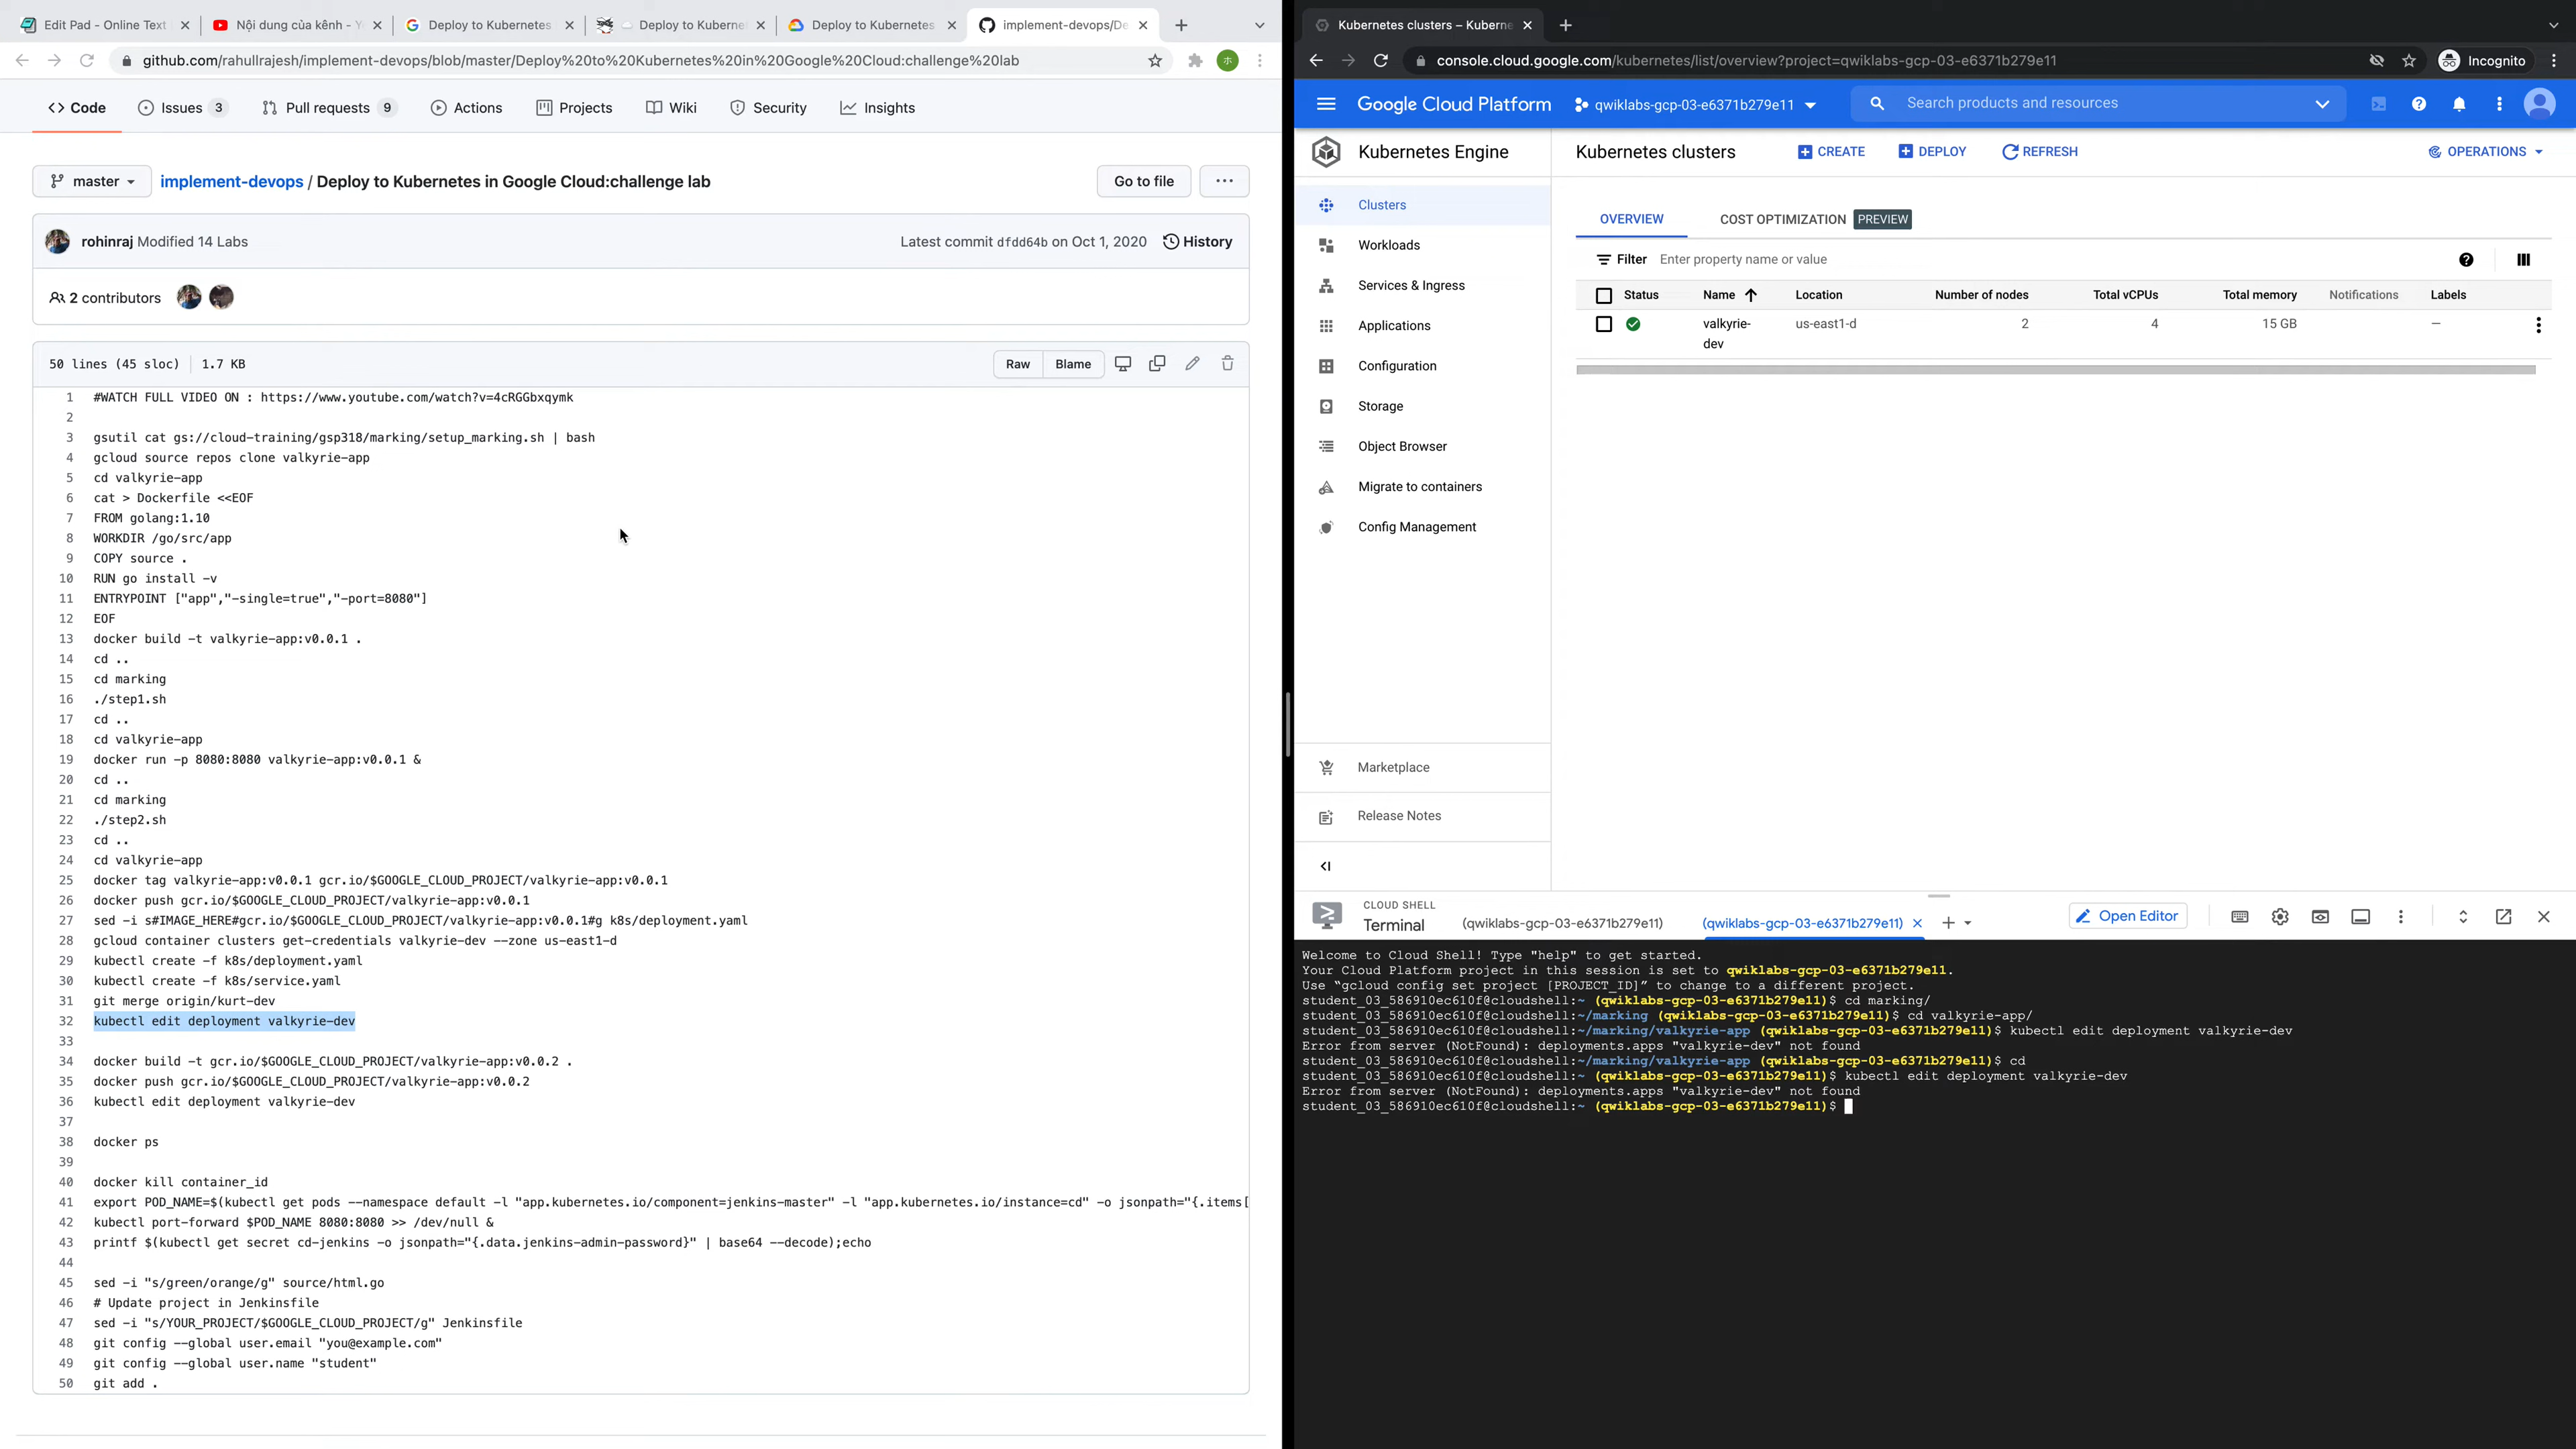 Edit Pad - Online Text
Nội dung của kênh - Y
Deploy to Kubernetes
Deploy to Kuberne
Deploy to Kubernetes
implement-devops/De
github.com/rahullrajesh/implement-devops/blob/master/Deploy%20to%20Kubernetes%20in%20Google%20Cloud:challenge%20lab
Code
Issues 3
Pull requests 9
Actions
Projects
Wiki
Security
Insights
master
implement-devops / Deploy to Kubernetes in Google Cloud:challenge lab
Go to file
rohinraj Modified 14 Labs
Latest commit dfdd64b on Oct 1, 2020
History
2 contributors
50 lines (45 sloc) 1.7 KB
Raw
Blame
1 #WATCH FULL VIDEO ON : https://www.youtube.com/watch?v=4cRGGbxqymk
2
3 gsutil cat gs://cloud-training/gsp318/marking/setup_marking.sh | bash
4 gcloud source repos clone valkyrie-app
5 cd valkyrie-app
6 cat > Dockerfile <<EOF
7 FROM golang:1.10
8 WORKDIR /go/src/app
9 COPY source .
10 RUN go install -v
11 ENTRYPOINT ["app","-single=true","-port=8080"]
12 EOF
13 docker build -t valkyrie-app:v0.0.1 .
14 cd ..
15 cd marking
16 ./step1.sh
17 cd ..
18 cd valkyrie-app
19 docker run -p 8080:8080 valkyrie-app:v0.0.1 &
20 cd ..
21 cd marking
22 ./step2.sh
23 cd ..
24 cd valkyrie-app
25 docker tag valkyrie-app:v0.0.1 gcr.io/$GOOGLE_CLOUD_PROJECT/valkyrie-app:v0.0.1
26 docker push gcr.io/$GOOGLE_CLOUD_PROJECT/valkyrie-app:v0.0.1
27 sed -i s#IMAGE_HERE#gcr.io/$GOOGLE_CLOUD_PROJECT/valkyrie-app:v0.0.1#g k8s/deployment.yaml
28 gcloud container clusters get-credentials valkyrie-dev --zone us-east1-d
29 kubectl create -f k8s/deployment.yaml
30 kubectl create -f k8s/service.yaml
31 git merge origin/kurt-dev
32 kubectl edit deployment valkyrie-dev
33
34 docker build -t gcr.io/$GOOGLE_CLOUD_PROJECT/valkyrie-app:v0.0.2 .
35 docker push gcr.io/$GOOGLE_CLOUD_PROJECT/valkyrie-app:v0.0.2
36 kubectl edit deployment valkyrie-dev
37
38 docker ps
39
40 docker kill container_id
41 export POD_NAME=$(kubectl get pods --namespace default -l "app.kubernetes.io/component=jenkins-master" -l "app.kubernetes.io/instance=cd" -o jsonpath="{.items[
42 kubectl port-forward $POD_NAME 8080:8080 >> /dev/null &
43 printf $(kubectl get secret cd-jenkins -o jsonpath="{.data.jenkins-admin-password}" | base64 --decode);echo
44
45 sed -i "s/green/orange/g" source/html.go
46 # Update project in Jenkinsfile
47 sed -i "s/YOUR_PROJECT/$GOOGLE_CLOUD_PROJECT/g" Jenkinsfile
48 git config --global user.email "you@example.com"
49 git config --global user.name "student"
50 git add .
Kubernetes clusters – Kuberne
console.cloud.google.com/kubernetes/list/overview?project=qwiklabs-gcp-03-e6371b279e11
Incognito
Google Cloud Platform
qwiklabs-gcp-03-e6371b279e11
Search products and resources
Kubernetes Engine
Kubernetes clusters
CREATE
DEPLOY
REFRESH
OPERATIONS
Clusters
Workloads
Services & Ingress
Applications
Configuration
Storage
Object Browser
Migrate to containers
Config Management
Marketplace
Release Notes
OVERVIEW
COST OPTIMIZATION PREVIEW
Filter Enter property name or value
Status Name Location Number of nodes Total vCPUs Total memory Notifications Labels
valkyrie-dev us-east1-d 2 4 15 GB –
CLOUD SHELL
Terminal
(qwiklabs-gcp-03-e6371b279e11)
(qwiklabs-gcp-03-e6371b279e11)
Open Editor
Welcome to Cloud Shell! Type "help" to get started.
Your Cloud Platform project in this session is set to qwiklabs-gcp-03-e6371b279e11.
Use “gcloud config set project [PROJECT_ID]” to change to a different project.
student_03_586910ec610f@cloudshell:~ (qwiklabs-gcp-03-e6371b279e11)$ cd marking/
student_03_586910ec610f@cloudshell:~/marking (qwiklabs-gcp-03-e6371b279e11)$ cd valkyrie-app/
student_03_586910ec610f@cloudshell:~/marking/valkyrie-app (qwiklabs-gcp-03-e6371b279e11)$ kubectl edit deployment valkyrie-dev
Error from server (NotFound): deployments.apps "valkyrie-dev" not found
student_03_586910ec610f@cloudshell:~/marking/valkyrie-app (qwiklabs-gcp-03-e6371b279e11)$ cd
student_03_586910ec610f@cloudshell:~ (qwiklabs-gcp-03-e6371b279e11)$ kubectl edit deployment valkyrie-dev
Error from server (NotFound): deployments.apps "valkyrie-dev" not found
student_03_586910ec610f@cloudshell:~ (qwiklabs-gcp-03-e6371b279e11)$